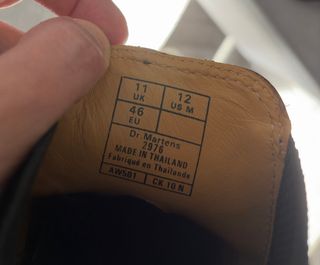 11 12
UK US M
46
EU
Dr. Martens
2976
MADE IN THAILAND
Fabriqué en Thaïlande
AW501 CK 10 N